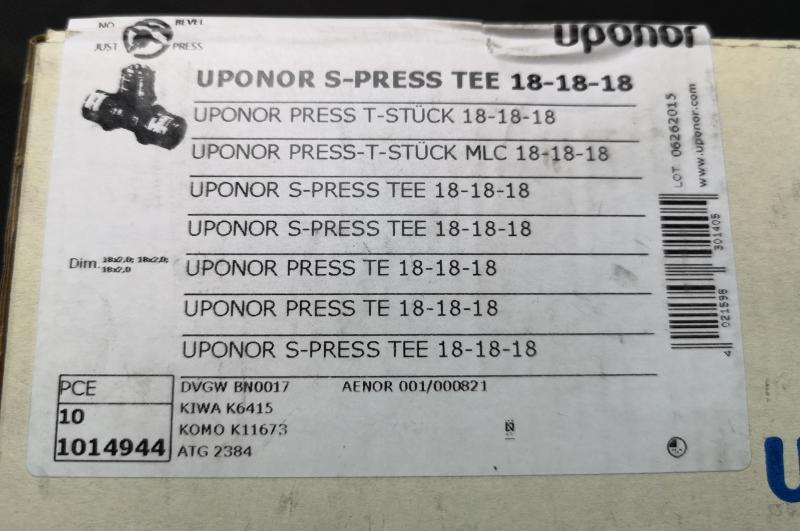 NO BEVEL
JUST PRESS
uponor
UPONOR S-PRESS TEE 18-18-18
UPONOR PRESS T-STÜCK 18-18-18
UPONOR PRESS-T-STÜCK MLC 18-18-18
UPONOR S-PRESS TEE 18-18-18
UPONOR S-PRESS TEE 18-18-18
Dim. 18x2,0; 18x2,0;
18x2,0
UPONOR PRESS TE 18-18-18
UPONOR PRESS TE 18-18-18
UPONOR S-PRESS TEE 18-18-18
PCE
10
1014944
DVGW BN0017 AENOR 001/000821
KIWA K6415
KOMO K11673
ATG 2384
LOT 06262015
www.uponor.com
4 021598 301405